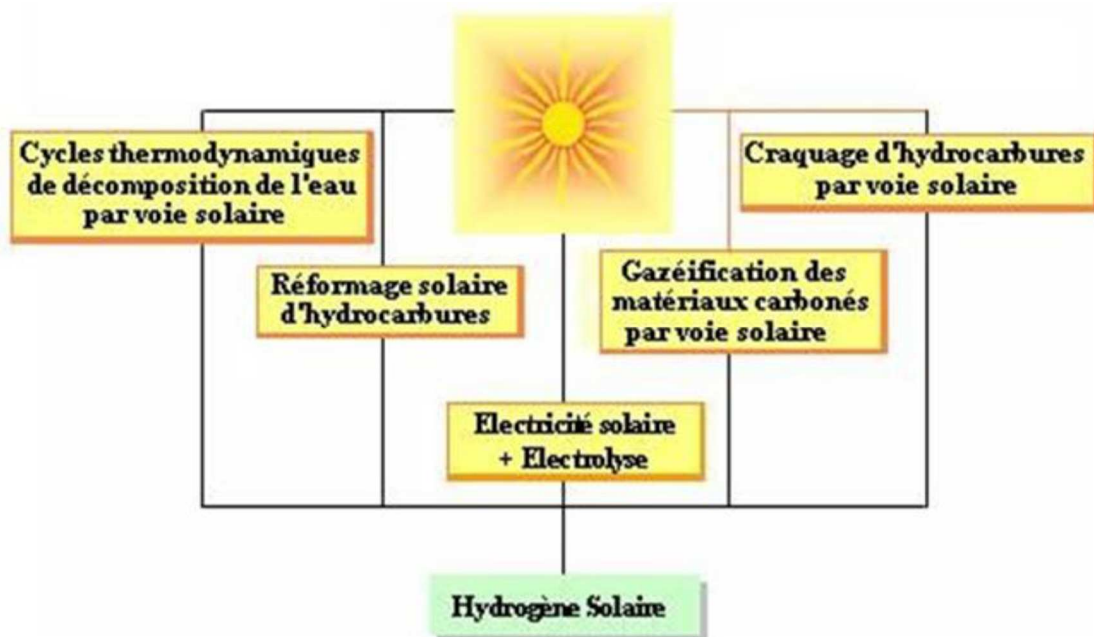 Cycles thermodynamiques
de décomposition de l'eau
par voie solaire
Craquage d'hydrocarbures
par voie solaire
Réformage solaire
d'hydrocarbures
Gazéification des
matériaux carbonés
par voie solaire
Electricité solaire
+ Electrolyse
Hydrogène Solaire